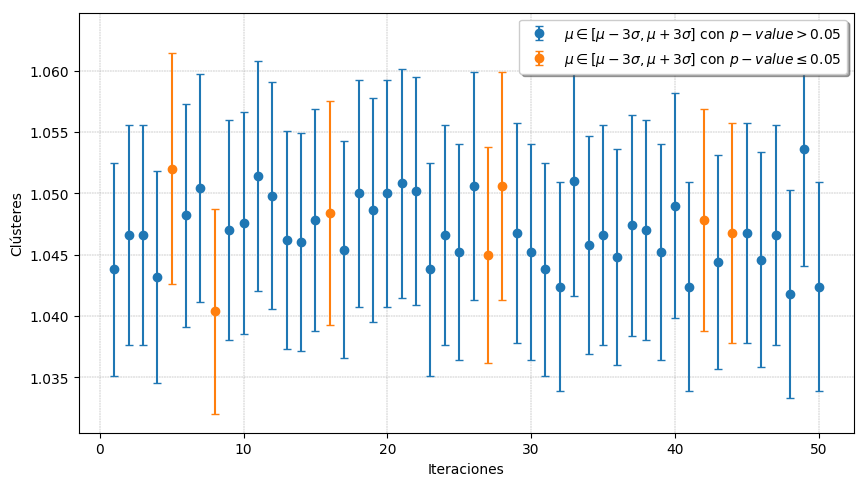 μ ∈ [μ − 3σ, μ + 3σ] con p − value > 0.05
μ ∈ [μ − 3σ, μ + 3σ] con p − value ≤ 0.05
Clústeres
1.060
1.055
1.050
1.045
1.040
1.035
0 10 20 30 40 50
Iteraciones